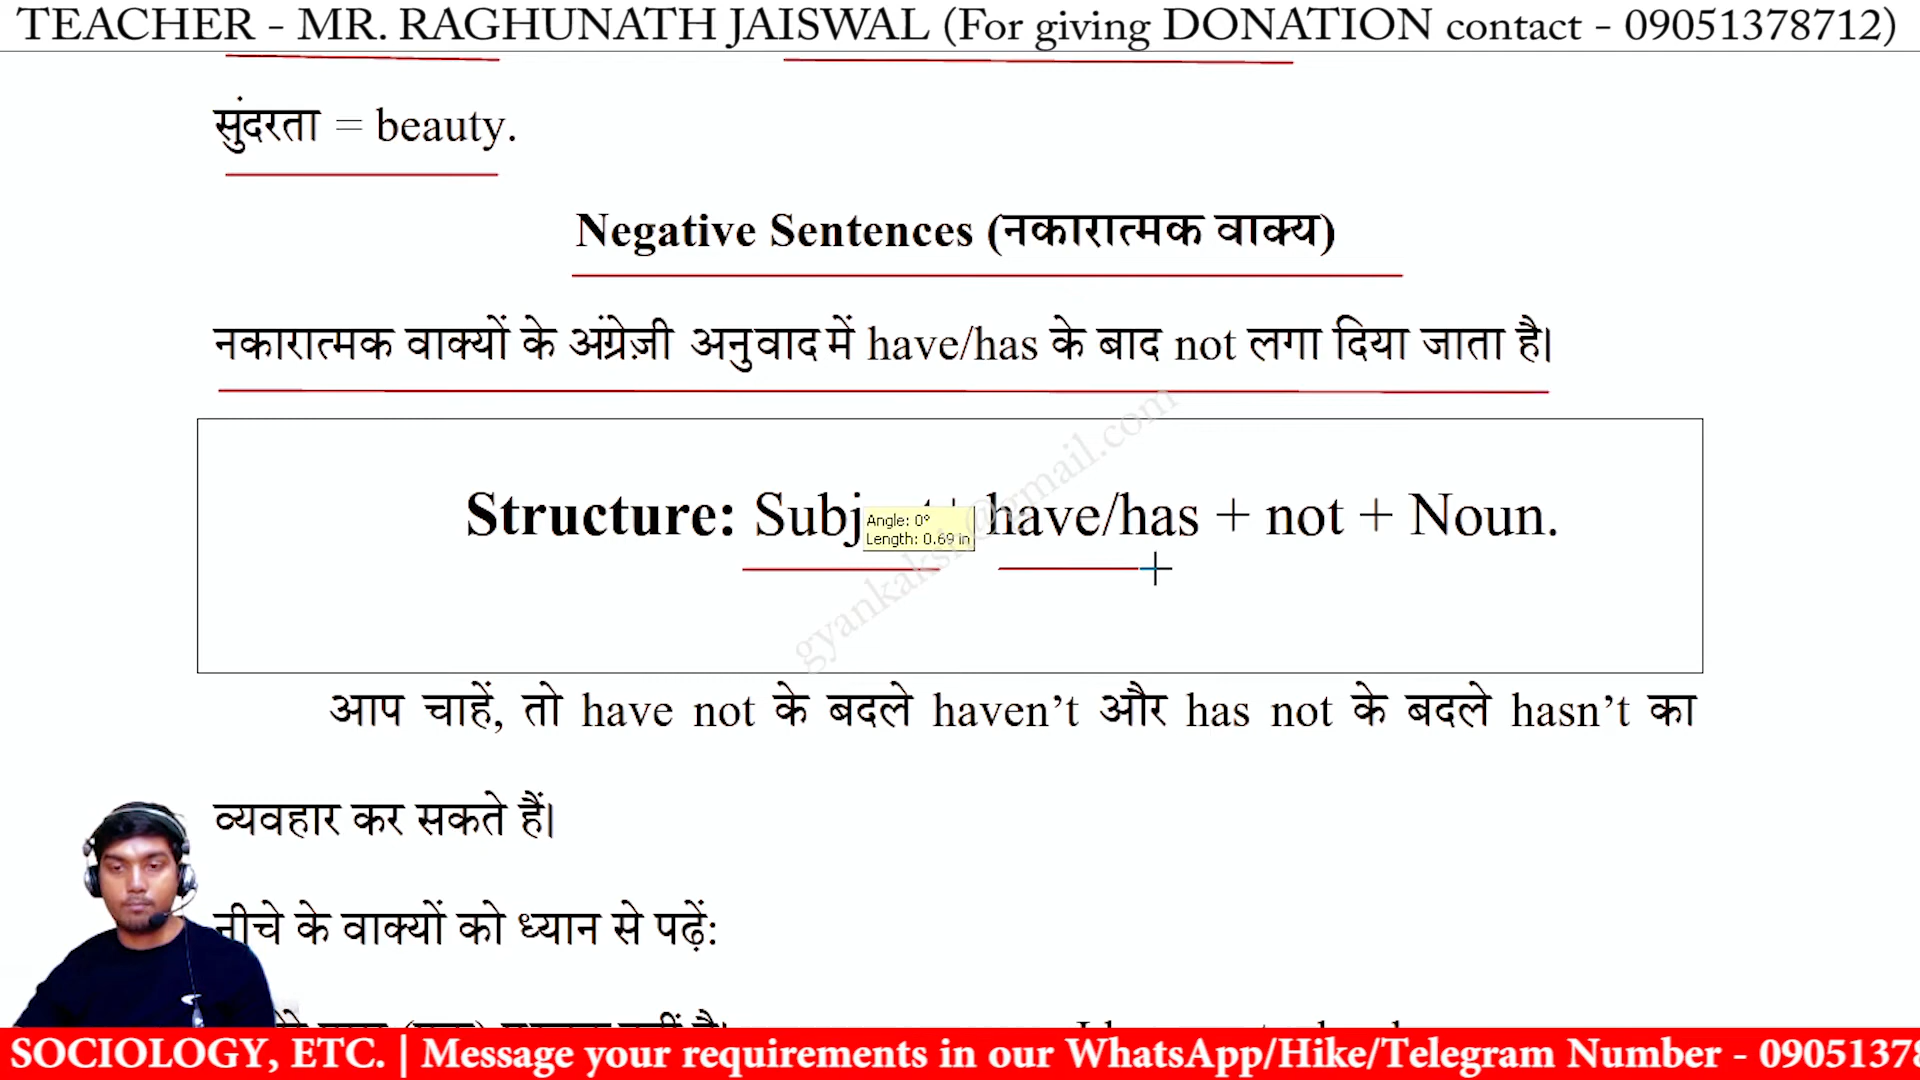 TEACHER - MR. RAGHUNATH JAISWAL (For giving DONATION contact - 09051378712)
सुंदरता = beauty.
Negative Sentences (नकारात्मक वाक्य)
नकारात्मक वाक्यों के अंग्रेज़ी अनुवाद में have/has के बाद not लगा दिया जाता है।
Structure: + have/has + not + Noun.
Angle: 0°
Length: 0.69 in
gyankaksh@gmail.com
आप चाहें, तो have not के बदले haven’t और has not के बदले hasn’t का
व्यवहार कर सकते हैं।
नीचे के वाक्यों को ध्यान से पढ़ें:
SOCIOLOGY, ETC. | Message your requirements in our WhatsApp/Hike/Telegram Number - 0905137